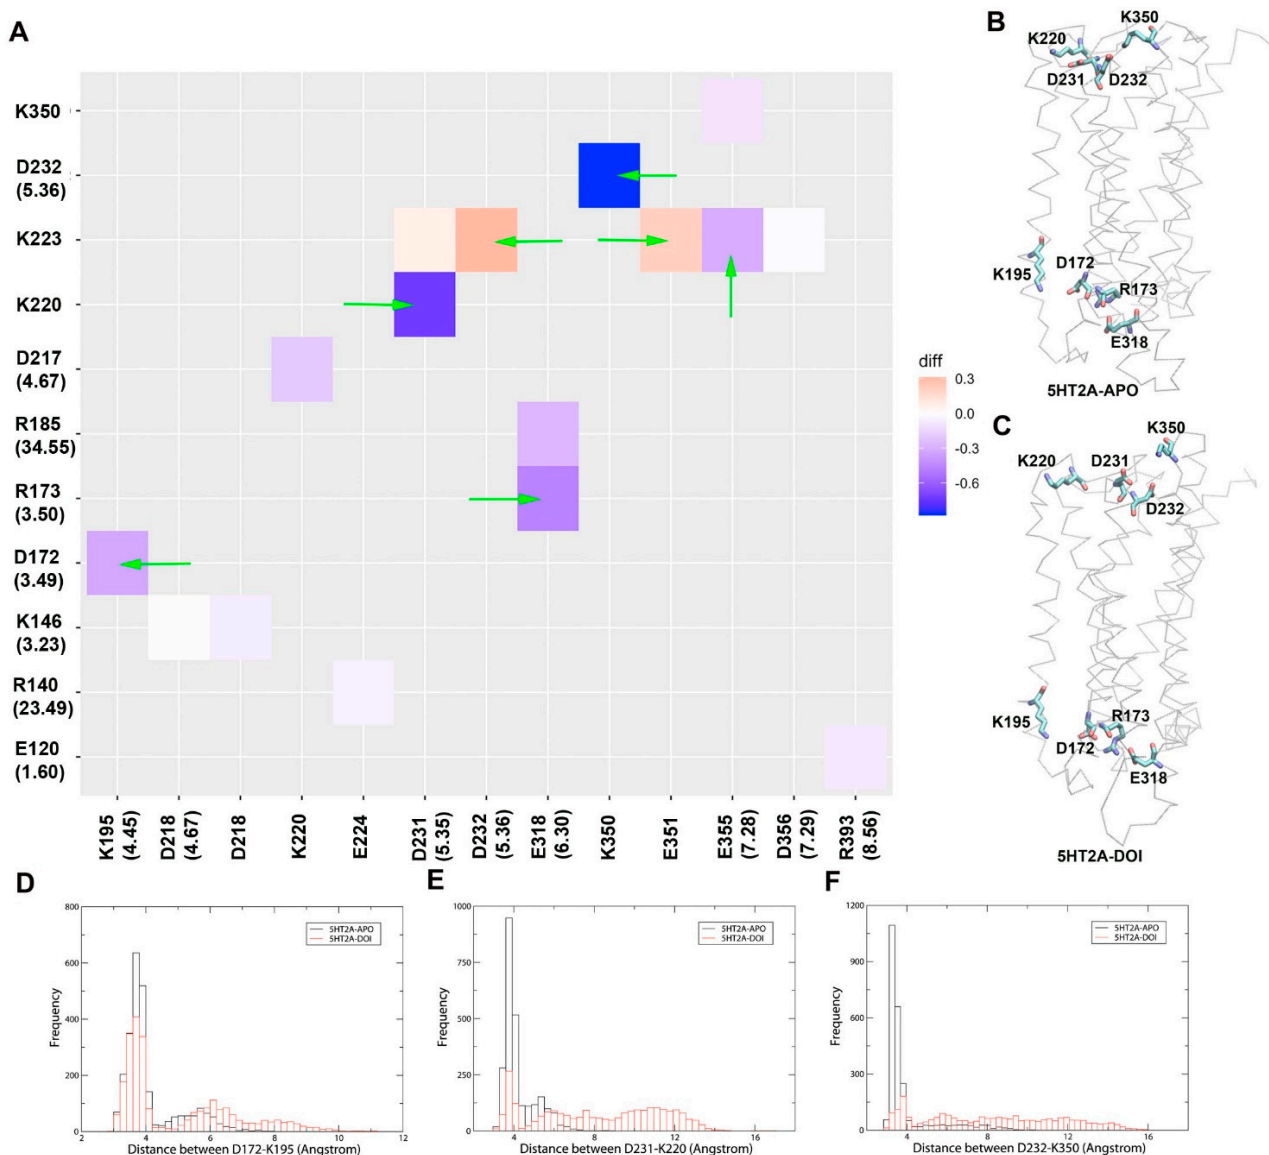 A
K350
D232
(5.36)
K223
K220
D217
(4.67)
R185
(34.55)
R173
(3.50)
D172
(3.49)
K146
(3.23)
R140
(23.49)
E120
(1.60)
K195
(4.45)
D218
(4.67)
D218
K220
E224
D231
(5.35)
D232
(5.36)
E318
(6.30)
K350
E351
E355
(7.28)
D356
(7.29)
R393
(8.56)
diff
0.3
0.0
-0.3
-0.6
B
K350
K220
D231
D232
K195
D172
R173
E318
5HT2A-APO
C
K350
K220
D231
D232
K195
R173
D172
E318
5HT2A-DOI
D
800
600
400
200
0
Frequency
5HT2A-APO
5HT2A-DOI
2
4
6
8
10
12
Distance between D172-K195 (Angstrom)
E
1000
750
500
250
0
Frequency
5HT2A-APO
5HT2A-DOI
4
8
12
16
Distance between D231-K220 (Angstrom)
F
1200
900
600
300
0
Frequency
5HT2A-APO
5HT2A-DOI
4
8
12
16
Distance between D232-K350 (Angstrom)